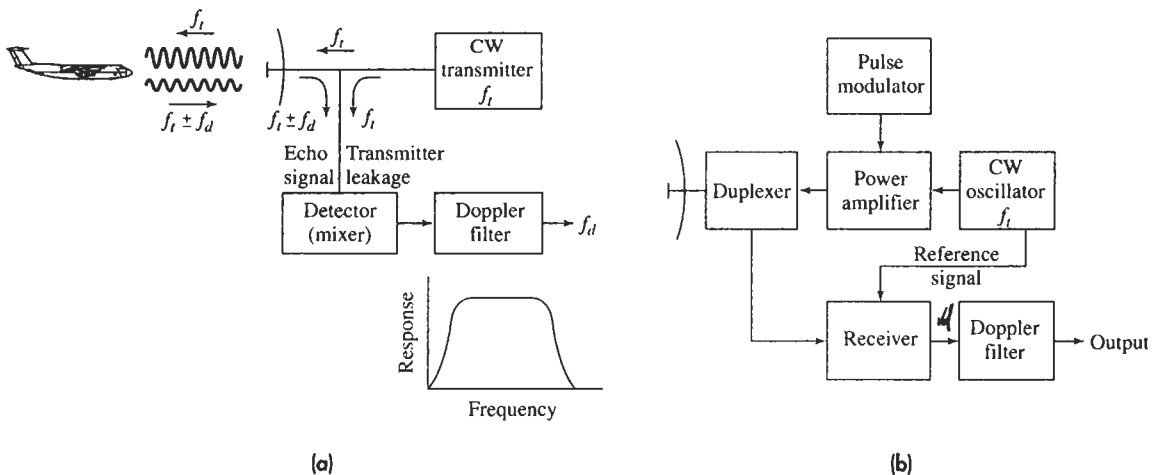 f_t
f_t ± f_d
f_t
CW
transmitter
f_t
f_t ± f_d
f_t
Echo
signal
Transmitter
leakage
Detector
(mixer)
Doppler
filter
f_d
Response
Frequency
(a)
Pulse
modulator
Duplexer
Power
amplifier
CW
oscillator
f_t
Reference
signal
Receiver
Doppler
filter
Output
(b)